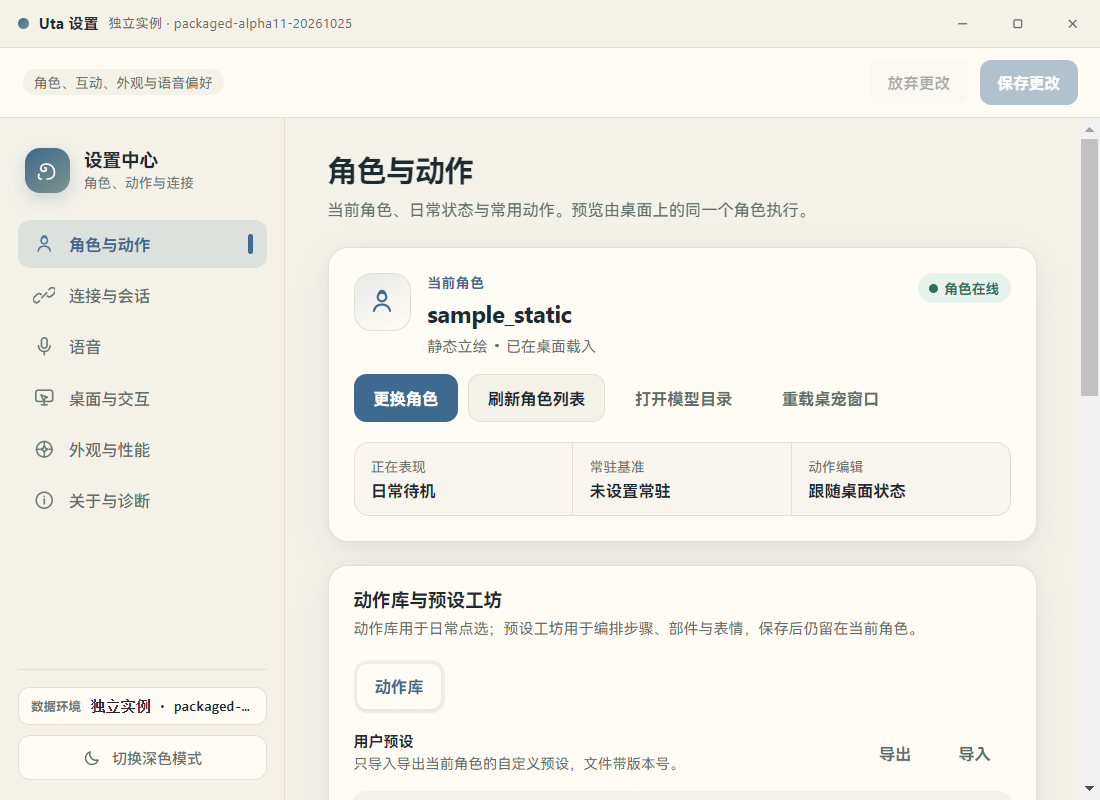 Uta 设置 独立实例 · packaged-alpha11-20261025
角色、互动、外观与语音偏好
放弃更改
保存更改
设置中心
角色、动作与连接
角色与动作
连接与会话
语音
桌面与交互
外观与性能
关于与诊断
数据环境 独立实例 · packaged-…
切换深色模式
角色与动作
当前角色、日常状态与常用动作。预览由桌面上的同一个角色执行。
当前角色
sample_static
静态立绘 • 已在桌面载入
角色在线
更换角色
刷新角色列表
打开模型目录
重载桌宠窗口
正在表现
日常待机
常驻基准
未设置常驻
动作编辑
跟随桌面状态
动作库与预设工坊
动作库用于日常点选；预设工坊用于编排步骤、部件与表情，保存后仍留在当前角色。
动作库
用户预设
只导入导出当前角色的自定义预设，文件带版本号。
导出
导入